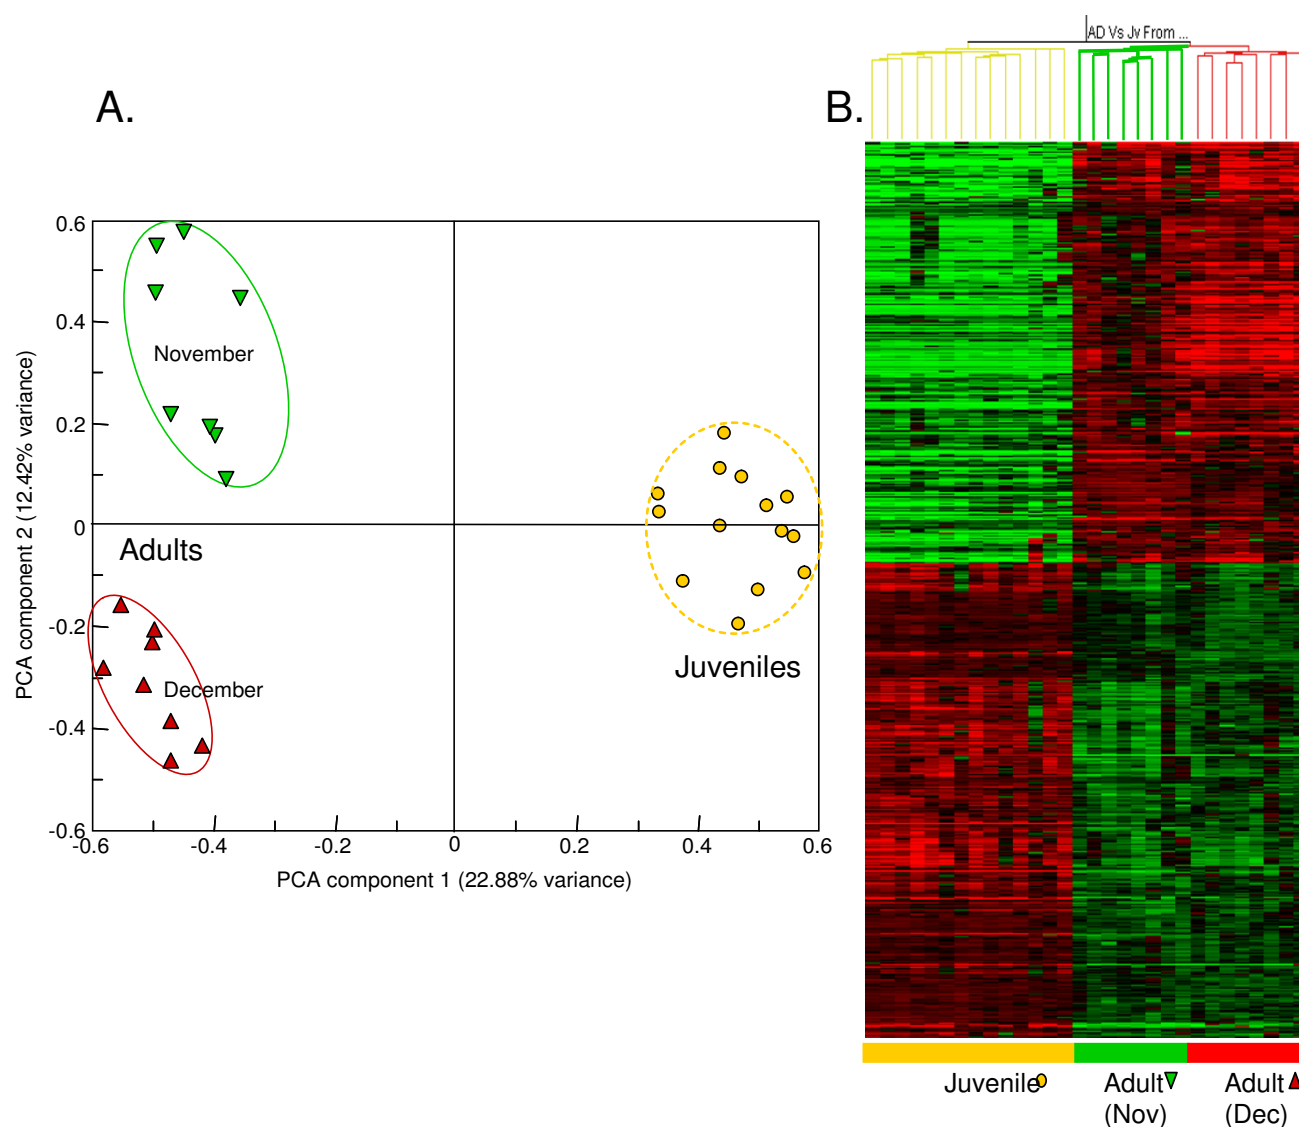 AD Vs Jv From ...
A.
B.
0.6
0.4
0.2
0
-0.2
-0.4
-0.6
PCA component 2 (12.42% variance)
November
Adults
December
Juveniles
-0.6
-0.4
-0.2
0
0.2
0.4
0.6
PCA component 1 (22.88% variance)
Juvenile
Adult
(Nov)
Adult
(Dec)